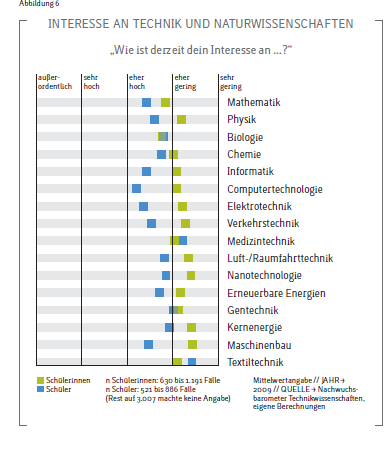 Abbildung 6
INTERESSE AN TECHNIK UND NATURWISSENSCHAFTEN
„Wie ist derzeit dein Interesse an ...?“
außer-
ordentlich
sehr
hoch
eher
hoch
eher
gering
sehr
gering
Mathematik
Physik
Biologie
Chemie
Informatik
Computertechnologie
Elektrotechnik
Verkehrstechnik
Medizintechnik
Luft-/Raumfahrttechnik
Nanotechnologie
Erneuerbare Energien
Gentechnik
Kernenergie
Maschinenbau
Textiltechnik
Schülerinnen
Schüler
n Schülerinnen: 630 bis 1.191 Fälle
n Schüler: 521 bis 886 Fälle
(Rest auf 3.007 machte keine Angabe)
Mittelwertangabe // JAHR→
2009 // QUELLE→ Nachwuchs-
barometer Technikwissenschaften,
eigene Berechnungen